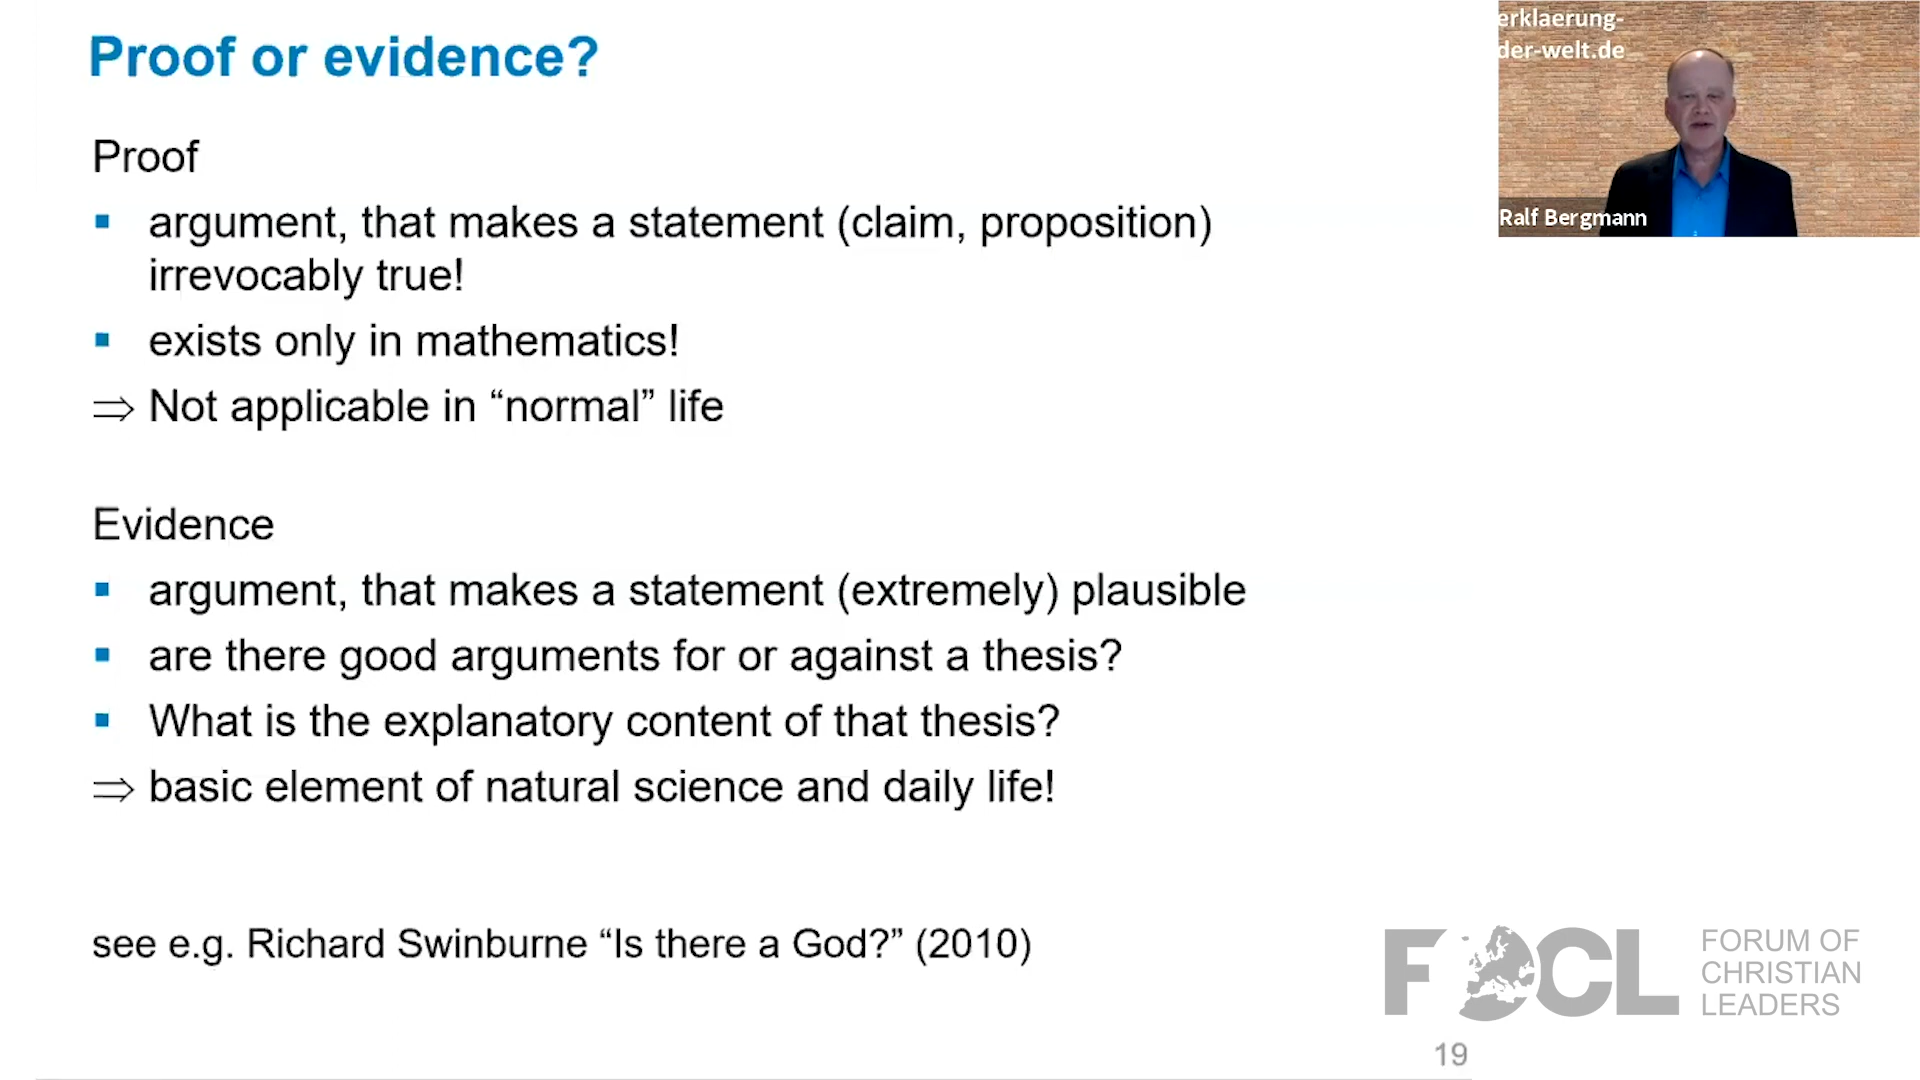 Proof or evidence?
Proof
argument, that makes a statement (claim, proposition)
irrevocably true!
exists only in mathematics!
⇒ Not applicable in “normal” life
Evidence
argument, that makes a statement (extremely) plausible
are there good arguments for or against a thesis?
What is the explanatory content of that thesis?
⇒ basic element of natural science and daily life!
see e.g. Richard Swinburne “Is there a God?” (2010)
erklaerung-
der-welt.de
Ralf Bergmann
FOCL
FORUM OF
CHRISTIAN
LEADERS
19